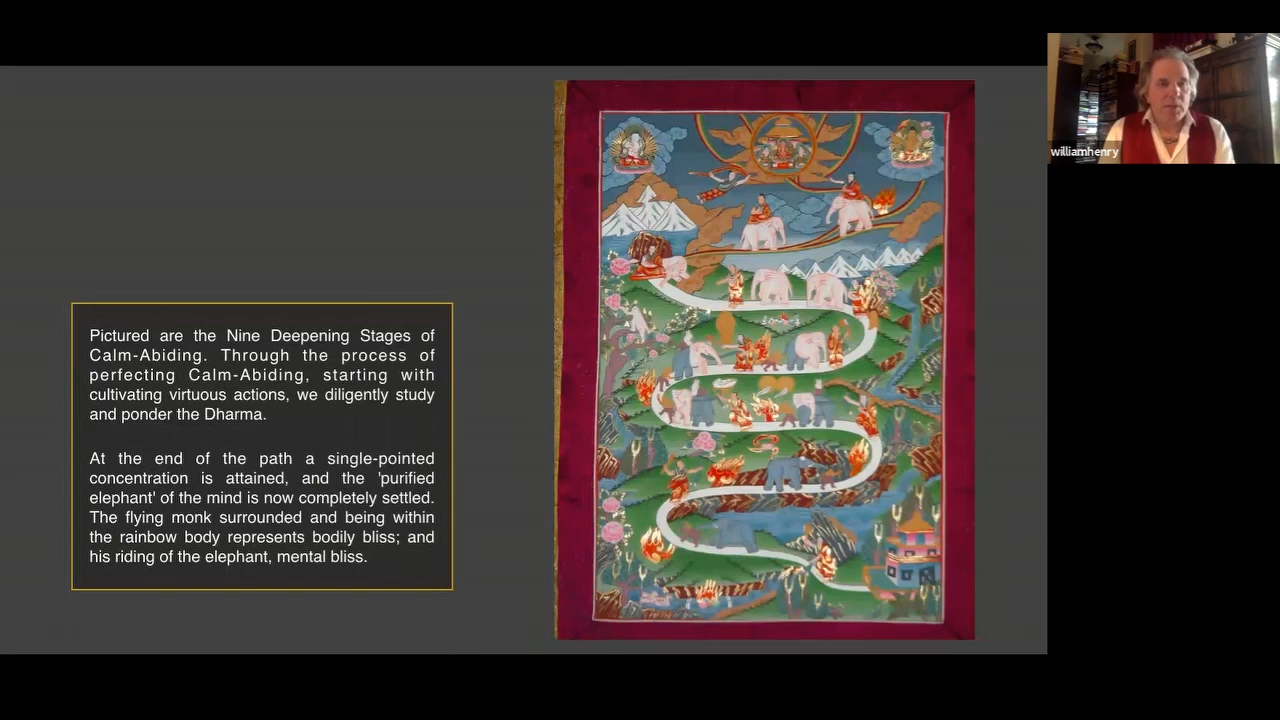 Pictured are the Nine Deepening Stages of
Calm-Abiding. Through the process of
perfecting Calm-Abiding, starting with
cultivating virtuous actions, we diligently study
and ponder the Dharma.
At the end of the path a single-pointed
concentration is attained, and the 'purified
elephant' of the mind is now completely settled.
The flying monk surrounded and being within
the rainbow body represents bodily bliss; and
his riding of the elephant, mental bliss.
williamhenry